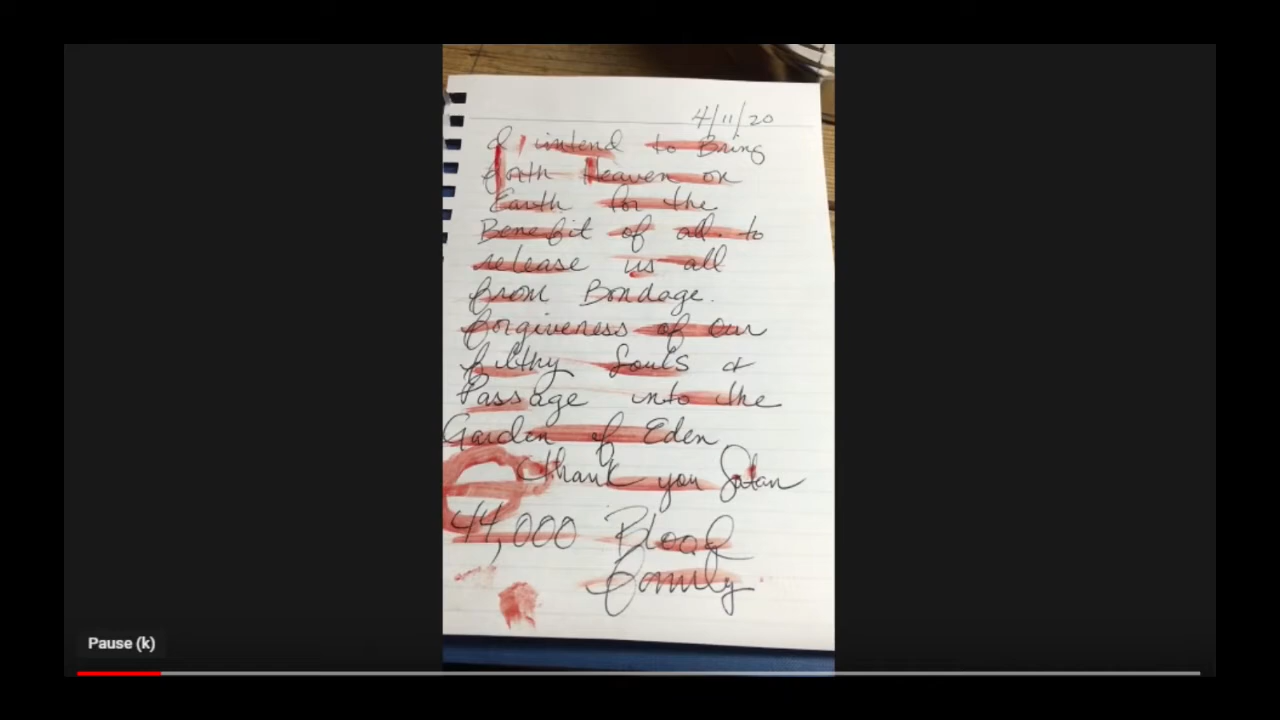 4/11/20
I intend to Bring
forth Heaven on
Earth for the
Benefit of all. to
release us all
from Bondage.
forgiveness of our
filthy Souls &
Passage into the
Garden of Eden
thank you Satan
44,000 Blood
family.
Pause (k)